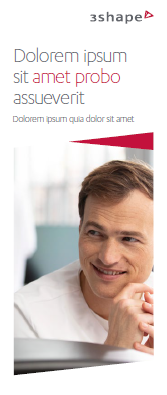 3shape
Dolorem ipsum
sit amet probo
assueverit
Dolorem ipsum quia dolor sit amet